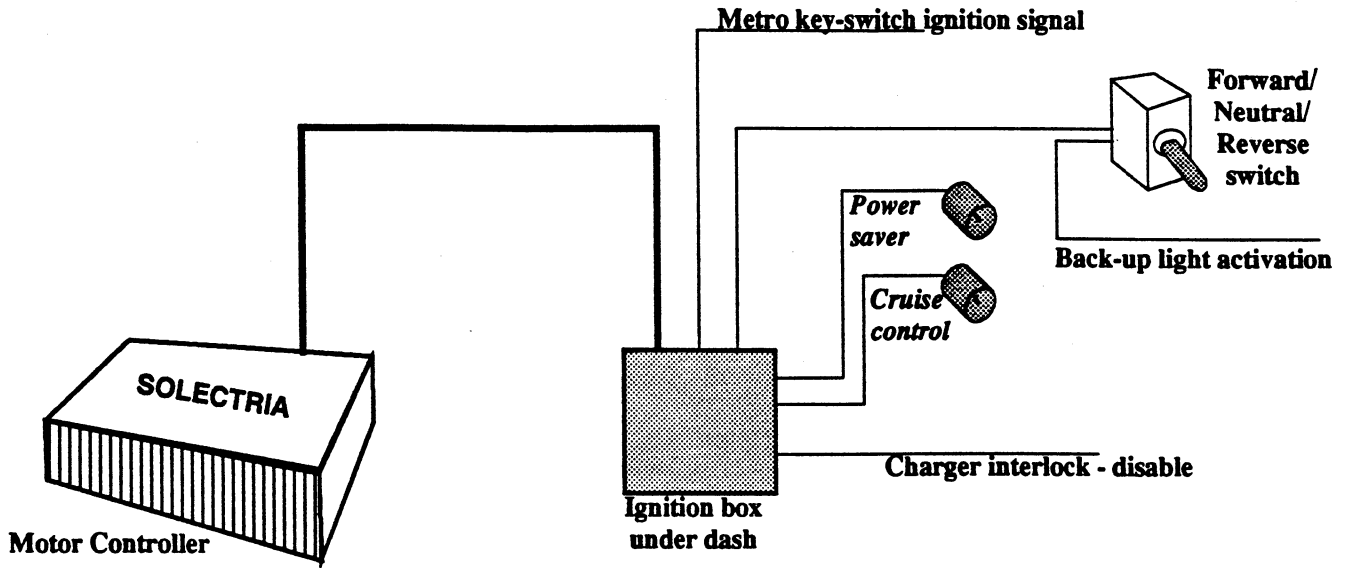 Metro key-switch ignition signal
Forward/
Neutral/
Reverse
switch
Power
saver
Back-up light activation
Cruise
control
SOLECTRIA
Charger interlock - disable
Ignition box
under dash
Motor Controller